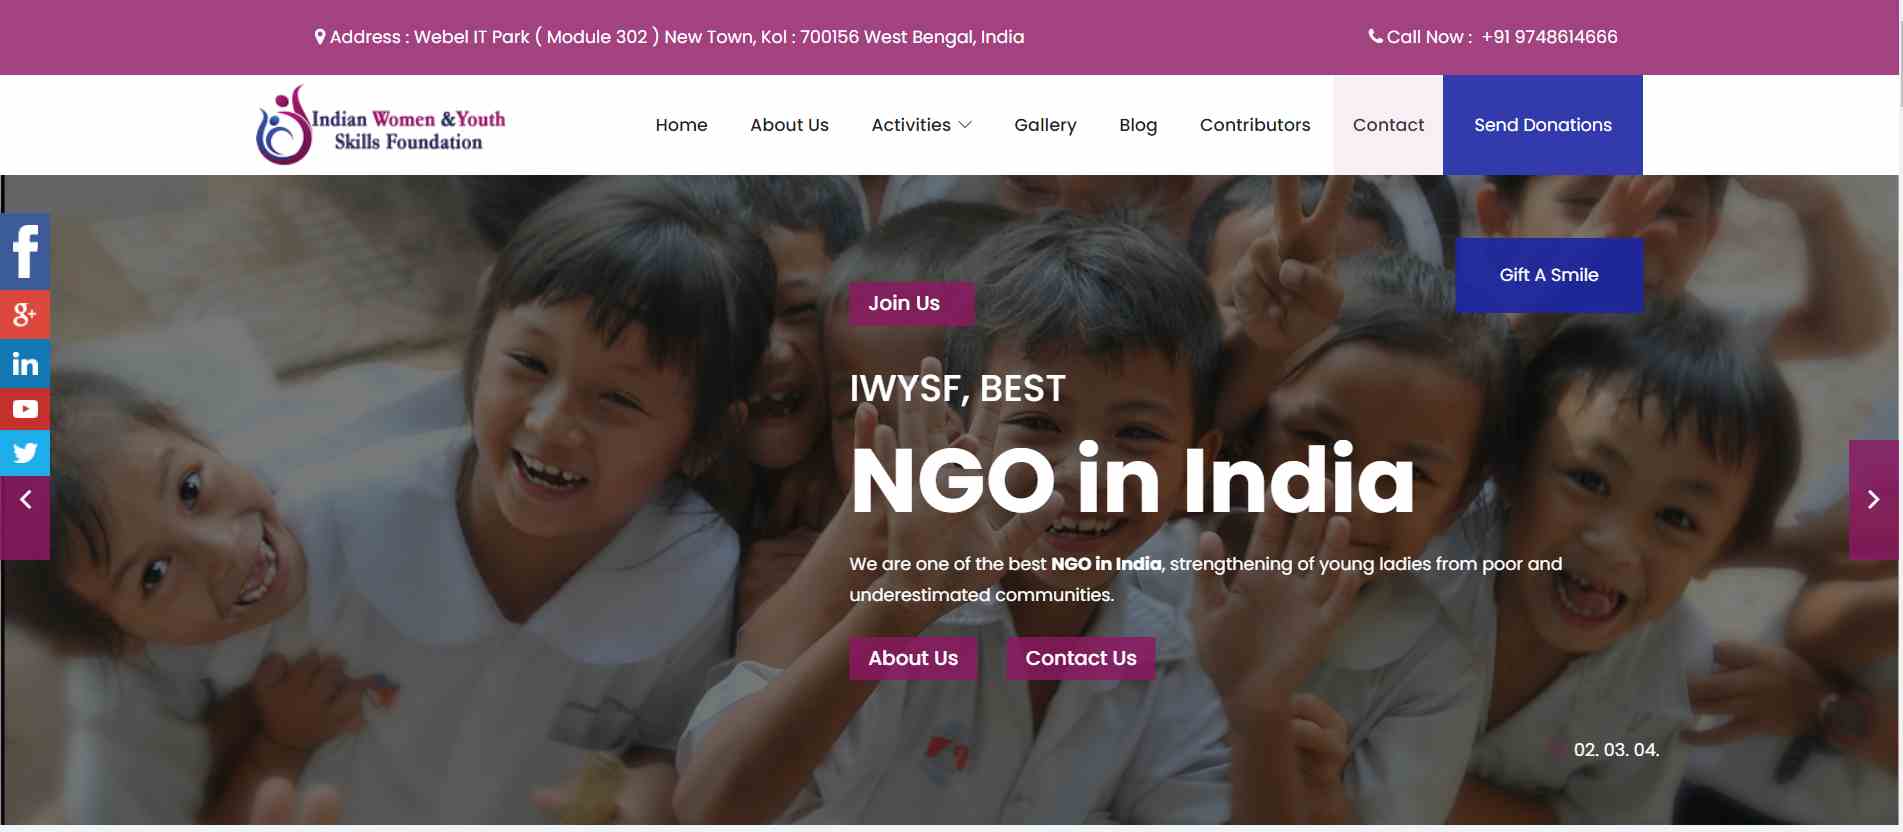 Address : Webel IT Park ( Module 302 ) New Town, Kol : 700156 West Bengal, India
Call Now : +91 9748614666
Indian Women &Youth
Skills Foundation
Home
About Us
Activities
Gallery
Blog
Contributors
Contact
Send Donations
f
g+
in
Gift A Smile
Join Us
IWYSF, BEST
NGO in India
We are one of the best NGO in India, strengthening of young ladies from poor and
underestimated communities.
About Us
Contact Us
02. 03. 04.